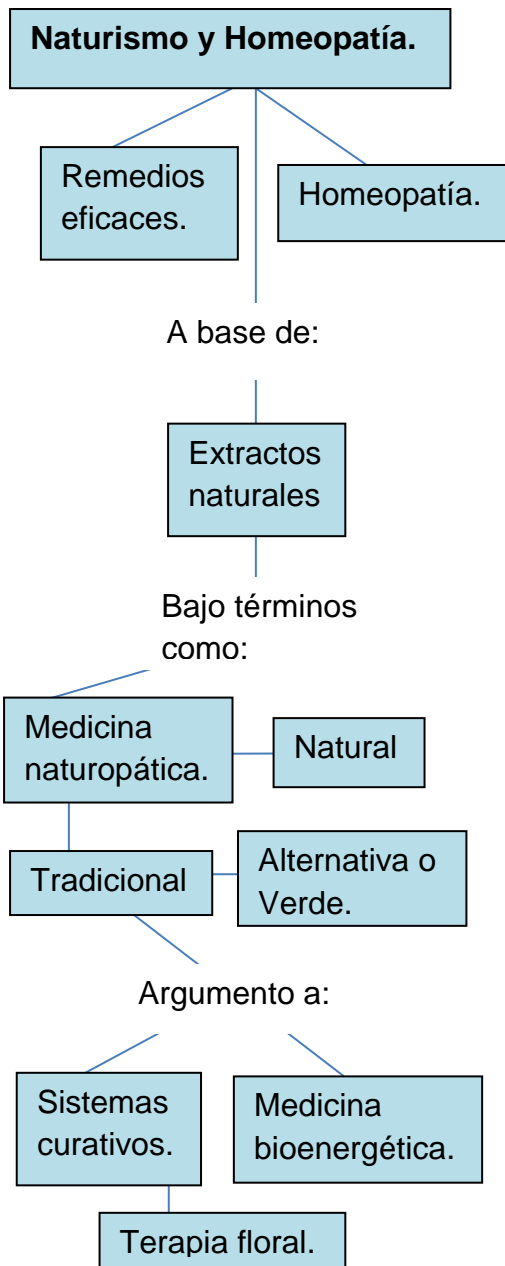 Naturismo y Homeopatía.
Remedios
eficaces.
Homeopatía.
A base de:
Extractos
naturales
Bajo términos
como:
Medicina
naturopática.
Natural
Tradicional
Alternativa o
Verde.
Argumento a:
Sistemas
curativos.
Medicina
bioenergética.
Terapia floral.